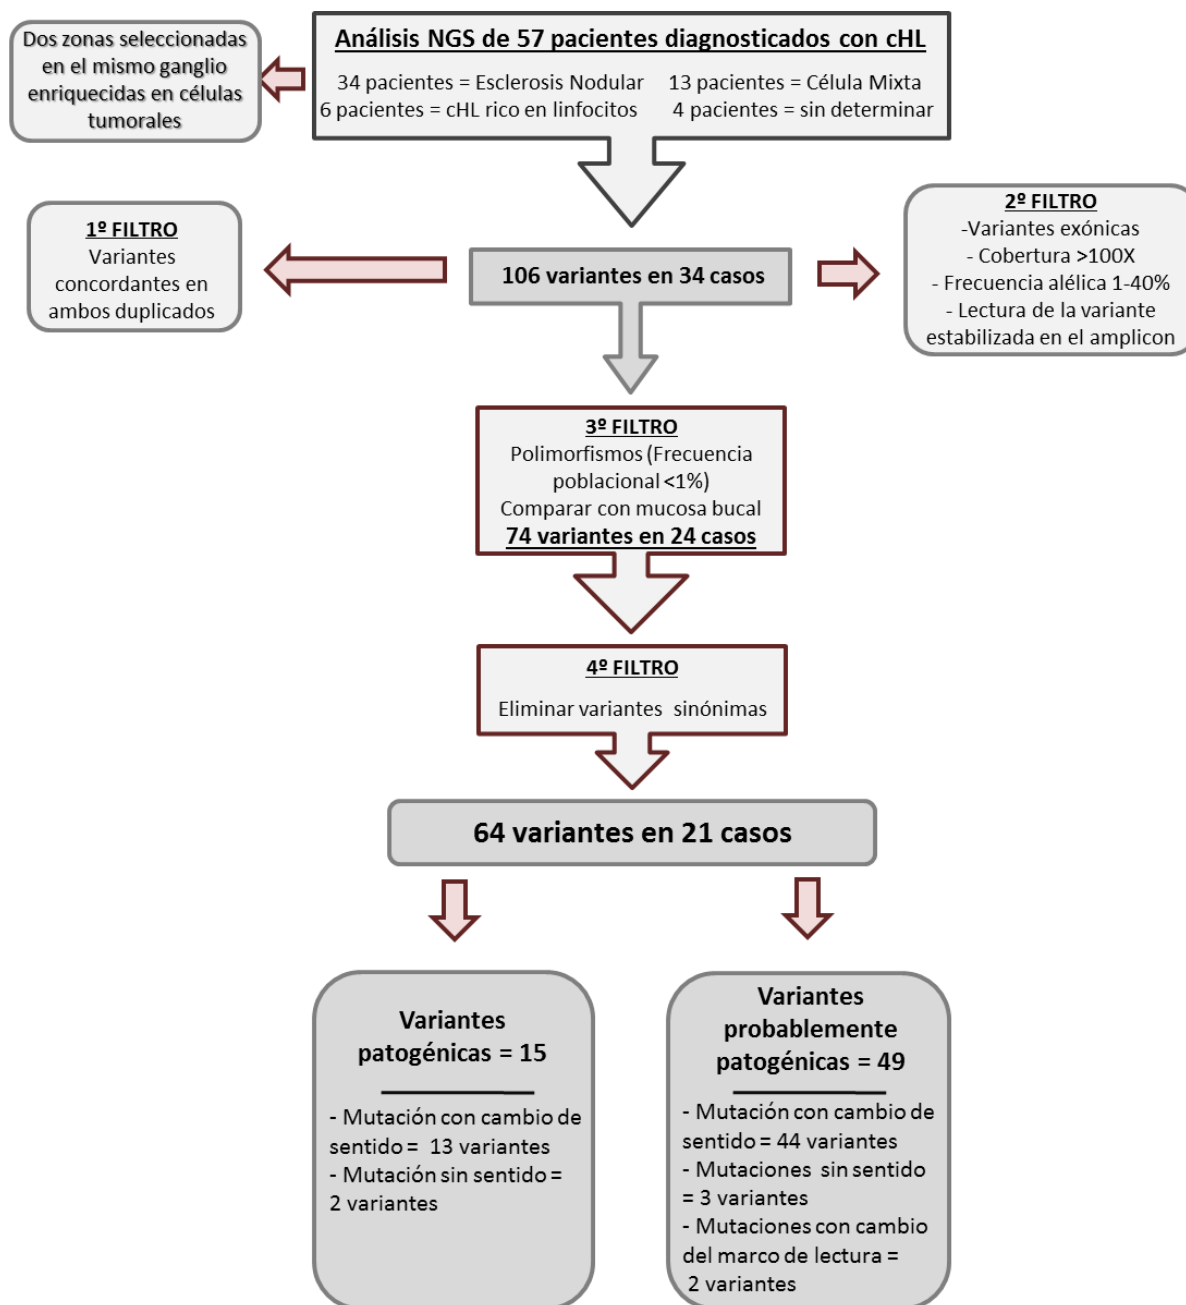 Dos zonas seleccionadas
en el mismo ganglio
enriquecidas en células
tumorales
Análisis NGS de 57 pacientes diagnosticados con cHL
34 pacientes = Esclerosis Nodular 13 pacientes = Célula Mixta
6 pacientes = cHL rico en linfocitos 4 pacientes = sin determinar
1º FILTRO
Variantes
concordantes en
ambos duplicados
106 variantes en 34 casos
2º FILTRO
-Variantes exónicas
- Cobertura >100X
- Frecuencia alélica 1-40%
- Lectura de la variante
estabilizada en el amplicon
3º FILTRO
Polimorfismos (Frecuencia
poblacional <1%)
Comparar con mucosa bucal
74 variantes en 24 casos
4º FILTRO
Eliminar variantes sinónimas
64 variantes en 21 casos
Variantes
patogénicas = 15
- Mutación con cambio de
sentido = 13 variantes
- Mutación sin sentido =
2 variantes
Variantes
probablemente
patogénicas = 49
- Mutación con cambio de
sentido = 44 variantes
- Mutaciones sin sentido
= 3 variantes
- Mutaciones con cambio
del marco de lectura =
2 variantes